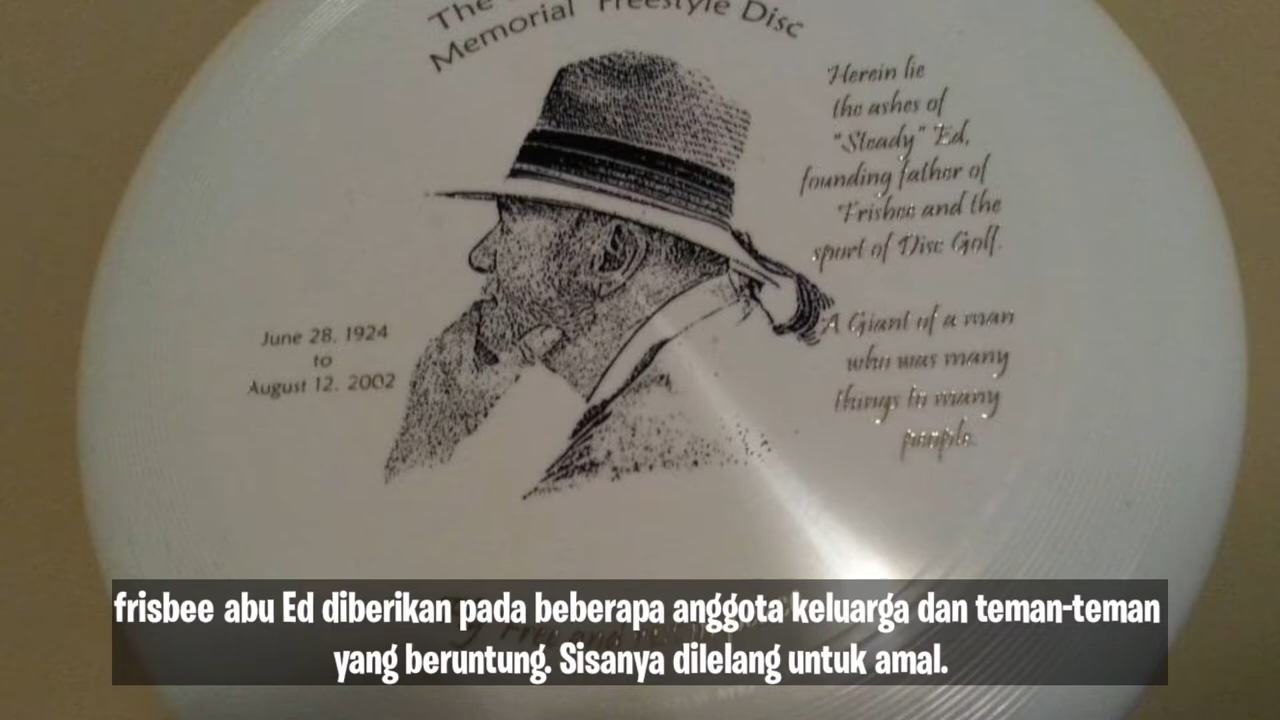 The
Memorial Freestyle Disc
Herein lie
the ashes of
"Steady" Ed,
founding father of
Frisbee and the
sport of Disc Golf.
June 28, 1924
to
August 12, 2002
A Giant of a man
who was many
things to many
people.
frisbee abu Ed diberikan pada beberapa anggota keluarga dan teman-teman
yang beruntung. Sisanya dilelang untuk amal.